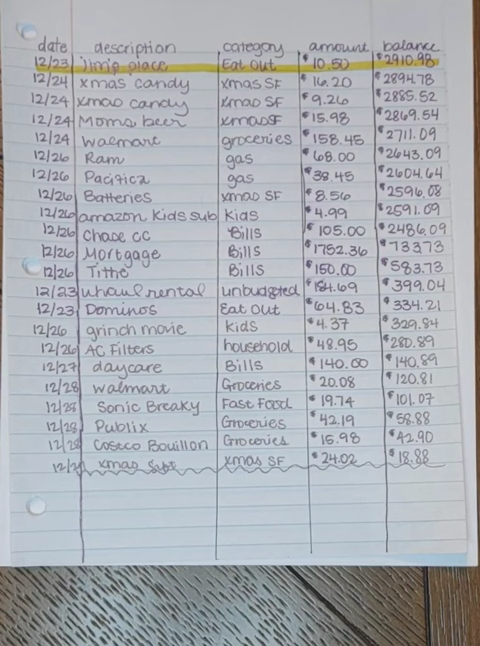 date description category amount balance
12/23 Jim's place Eat Out $10.50 $2910.98
12/24 xmas candy xmas SF $16.20 $2894.78
12/24 xmas candy xmas SF $9.26 $2885.52
12/24 Moms beer xmas SF $15.98 $2869.54
12/24 Walmart groceries $158.45 $2711.09
12/26 Ram gas $68.00 $2643.09
12/26 Pacifica gas $38.45 $2604.64
12/26 Batteries xmas SF $8.56 $2596.08
12/26 amazon Kids sub Kids $4.99 $2591.09
12/26 Chase CC Bills $105.00 $2486.09
12/26 Mortgage Bills $1752.36 $733.73
12/26 Tithe Bills $150.00 $583.73
12/23 uhaul rental unbudgeted $184.69 $399.04
12/23 Dominos Eat Out $64.83 $334.21
12/26 grinch movie Kids $4.37 $329.84
12/26 AC Filters household $48.95 $280.89
12/27 daycare Bills $140.00 $140.89
12/28 walmart Groceries $20.08 $120.81
12/28 Sonic Breaky Fast Food $19.74 $101.07
12/28 Publix Groceries $42.19 $58.88
12/28 Costco Bouillon Groceries $15.98 $42.90
xmas xmas SF $24.02 $18.88